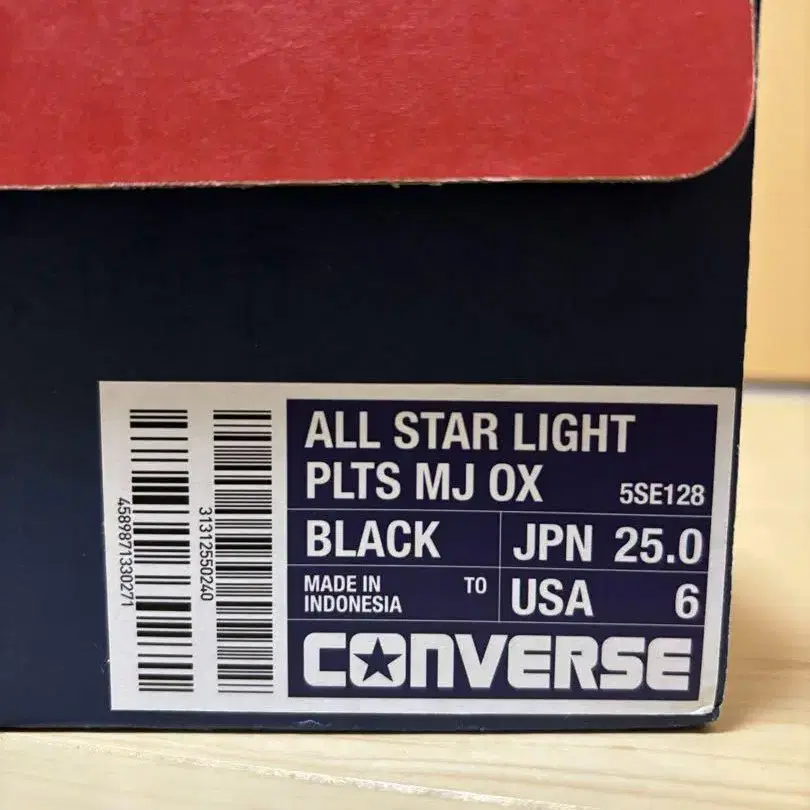 ALL STAR LIGHT
PLTS MJ OX 5SE128
BLACK JPN 25.0
MADE IN INDONESIA TO USA 6
CONVERSE
4589871330271
31312550240